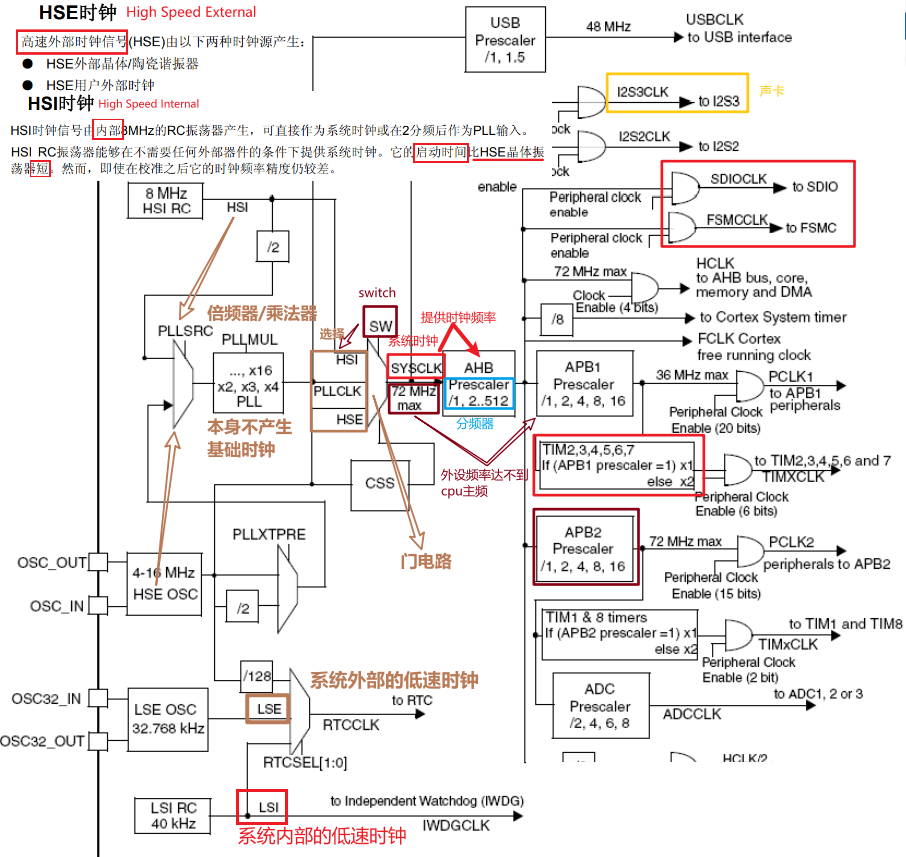 HSE时钟 High Speed External
高速外部时钟信号(HSE)由以下两种时钟源产生：
● HSE外部晶体/陶瓷谐振器
● HSE用户外部时钟
HSI时钟 High Speed Internal
HSI时钟信号由内部8MHz的RC振荡器产生，可直接作为系统时钟或在2分频后作为PLL输入。
HSI RC振荡器能够在不需要任何外部器件的条件下提供系统时钟。它的启动时间比HSE晶体振
荡器短。然而，即使在校准之后它的时钟频率精度仍较差。
USB
Prescaler
/1, 1.5
48 MHz
USBCLK
to USB interface
I2S3CLK
to I2S3
声卡
ock
I2S2CLK
to I2S2
ock
enable
SDIOCLK
to SDIO
Peripheral clock
enable
FSMCCLK
to FSMC
Peripheral clock
enable
8 MHz
HSI RC
HSI
/2
72 MHz max
Clock
Enable (4 bits)
HCLK
to AHB bus, core,
memory and DMA
/8
to Cortex System timer
FCLK Cortex
free running clock
倍频器/乘法器
PLLSRC
PLLMUL
..., x16
x2, x3, x4
PLL
本身不产生
基础时钟
switch
SW
选择
HSI
PLLCLK
HSE
系统时钟
提供时钟频率
SYSCLK
72 MHz
max
AHB
Prescaler
/1, 2..512
分频器
APB1
Prescaler
/1, 2, 4, 8, 16
36 MHz max
PCLK1
to APB1
peripherals
Peripheral Clock
Enable (20 bits)
外设频率达不到
cpu主频
TIM2,3,4,5,6,7
If (APB1 prescaler =1) x1
else x2
to TIM2,3,4,5,6 and 7
TIMXCLK
Peripheral Clock
Enable (6 bits)
CSS
门电路
APB2
Prescaler
/1, 2, 4, 8, 16
72 MHz max
PCLK2
peripherals to APB2
Peripheral Clock
Enable (15 bits)
PLLXTPRE
OSC_OUT
OSC_IN
4-16 MHz
HSE OSC
/2
TIM1 & 8 timers
If (APB2 prescaler =1) x1
else x2
to TIM1 and TIM8
TIMxCLK
Peripheral Clock
Enable (2 bit)
/128
系统外部的低速时钟
OSC32_IN
OSC32_OUT
LSE OSC
32.768 kHz
LSE
to RTC
RTCCLK
RTCSEL[1:0]
ADC
Prescaler
/2, 4, 6, 8
to ADC1, 2 or 3
ADCCLK
HCLK/2
LSI RC
40 kHz
LSI
to Independent Watchdog (IWDG)
IWDGCLK
系统内部的低速时钟